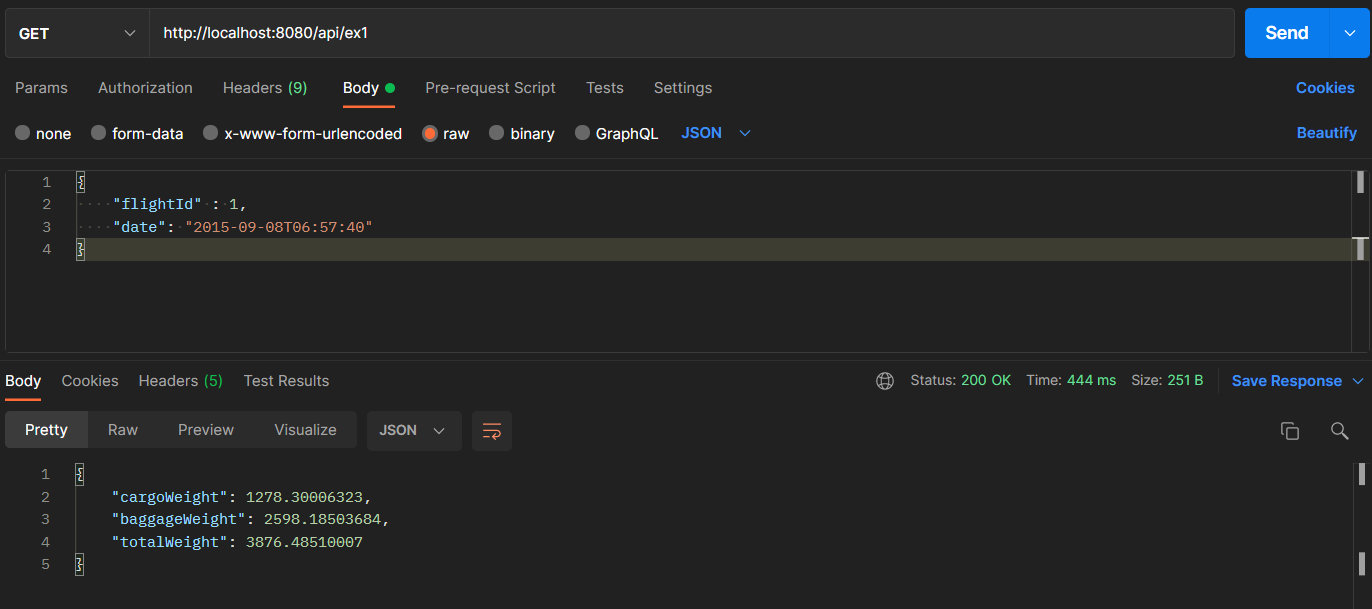 GET http://localhost:8080/api/ex1 Send
Params Authorization Headers (9) Body Pre-request Script Tests Settings Cookies
none form-data x-www-form-urlencoded raw binary GraphQL JSON Beautify
1 {
2 ····"flightId"·:·1,
3 ····"date":·"2015-09-08T06:57:40"
4 }
Body Cookies Headers (5) Test Results Status: 200 OK Time: 444 ms Size: 251 B Save Response
Pretty Raw Preview Visualize JSON
1 {
2 "cargoWeight": 1278.30006323,
3 "baggageWeight": 2598.18503684,
4 "totalWeight": 3876.48510007
5 }